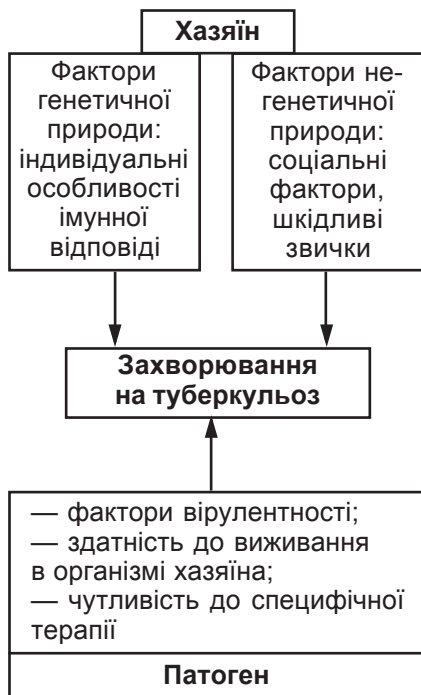 Хазяїн
Фактори
генетичної
природи:
індивідуальні
особливості
імунної
відповіді
Фактори не-
генетичної
природи:
соціальні
фактори,
шкідливі
звички
Захворювання
на туберкульоз
— фактори вірулентності;
— здатність до виживання
в організмі хазяїна;
— чутливість до специфічної
терапії
Патоген